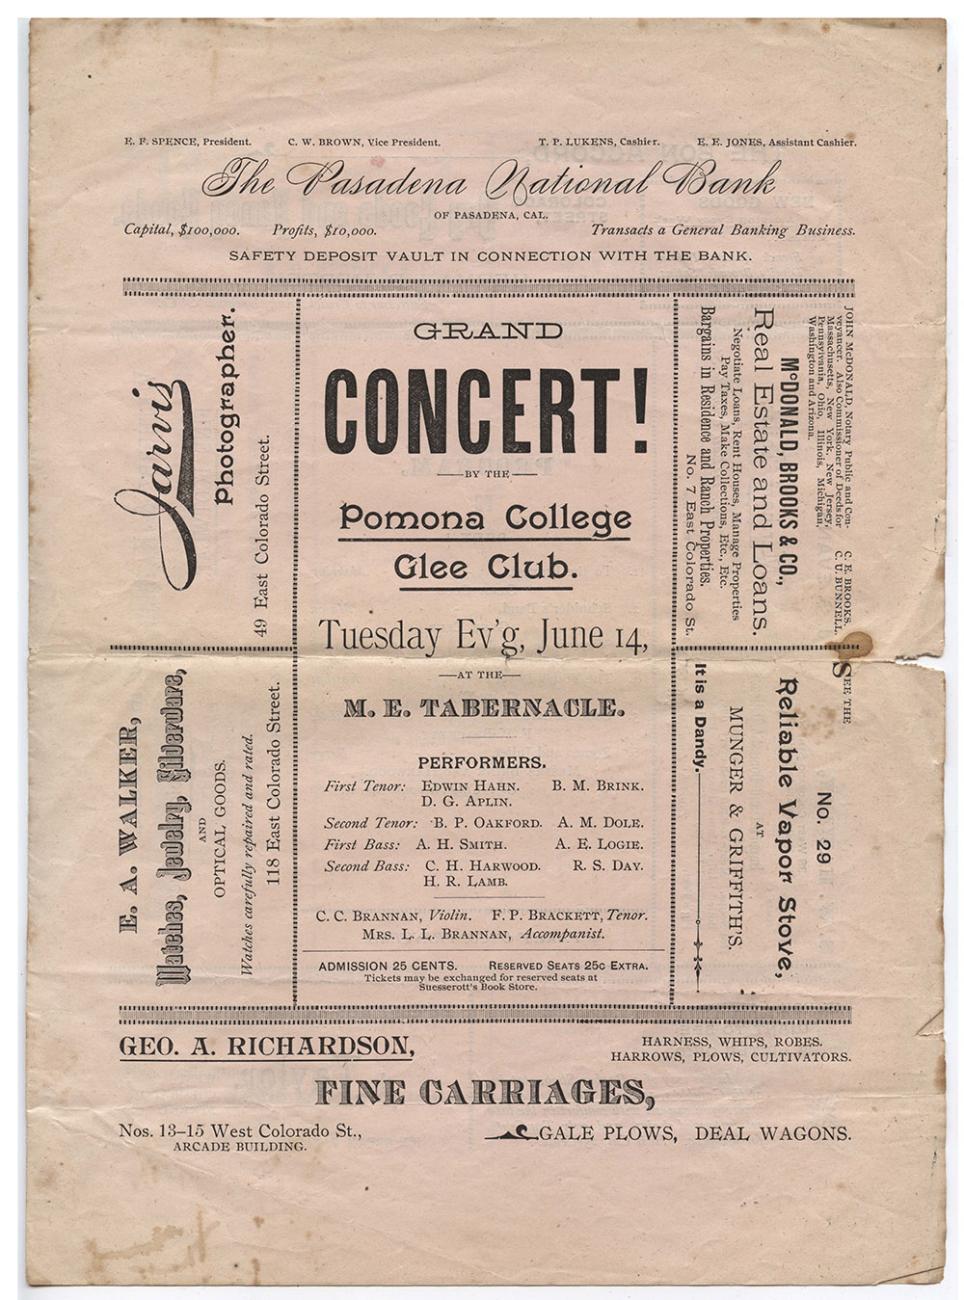 E. F. SPENCE, President. C. W. BROWN, Vice President. T. P. LUKENS, Cashier. E. E. JONES, Assistant Cashier.
The Pasadena National Bank
OF PASADENA, CAL.
Capital, $100,000. Profits, $10,000. Transacts a General Banking Business.
SAFETY DEPOSIT VAULT IN CONNECTION WITH THE BANK.
Jarvis
Photographer.
49 East Colorado Street.
E. A. WALKER,
Watches, Jewelry, Silverware,
AND
OPTICAL GOODS.
Watches carefully repaired and rated.
118 East Colorado Street.
GRAND
CONCERT!
BY THE
Pomona College
Glee Club.
Tuesday Ev'g, June 14,
AT THE
M. E. TABERNACLE.
PERFORMERS.
First Tenor: EDWIN HAHN. B. M. BRINK.
D. G. APLIN.
Second Tenor: B. P. OAKFORD. A. M. DOLE.
First Bass: A. H. SMITH. A. E. LOGIE.
Second Bass: C. H. HARWOOD. R. S. DAY.
H. R. LAMB.
C. C. BRANNAN, Violin. F. P. BRACKETT, Tenor.
MRS. L. L. BRANNAN, Accompanist.
ADMISSION 25 CENTS. RESERVED SEATS 25C EXTRA.
Tickets may be exchanged for reserved seats at
Suesserott's Book Store.
JOHN McDONALD, Notary Public and Con-
veyancer. Also Commissioner of Deeds for
Massachusetts, New York, New Jersey,
Pennsylvania, Ohio, Illinois, Michigan,
Washington and Arizona.
C. E. BROOKS.
C. U. BUNNELL.
McDONALD, BROOKS & CO.,
Real Estate and Loans.
Negotiate Loans, Rent Houses, Manage Properties
Pay Taxes, Make Collections, Etc., Etc.
Bargains in Residence and Ranch Properties.
No. 7 East Colorado St.
SEE THE
No. 29
Reliable Vapor Stove,
AT
MUNGER & GRIFFITH'S.
It is a Dandy.
GEO. A. RICHARDSON,
HARNESS, WHIPS, ROBES.
HARROWS, PLOWS, CULTIVATORS.
FINE CARRIAGES,
Nos. 13-15 West Colorado St.,
ARCADE BUILDING.
GALE PLOWS, DEAL WAGONS.